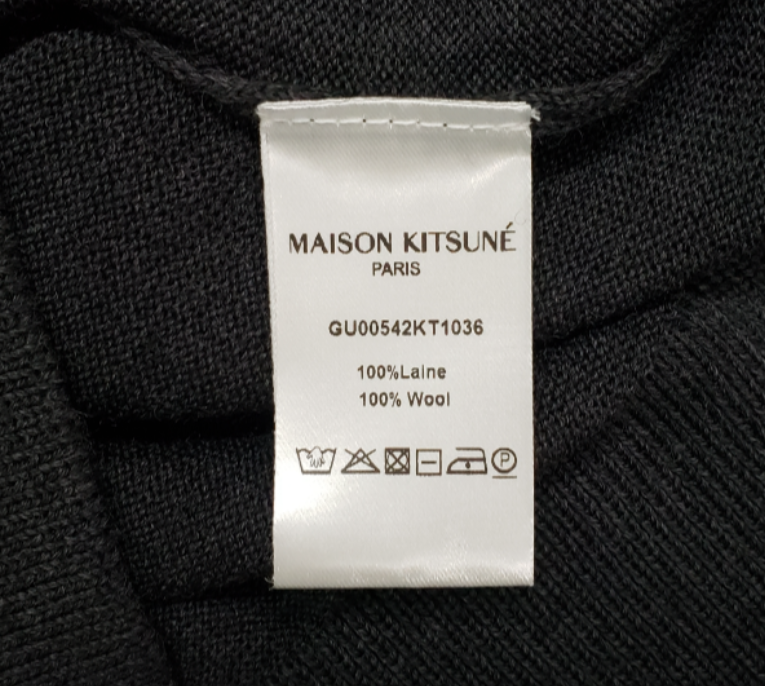 MAISON KITSUNÉ
PARIS
GU00542KT1036
100%Laine
100% Wool
P